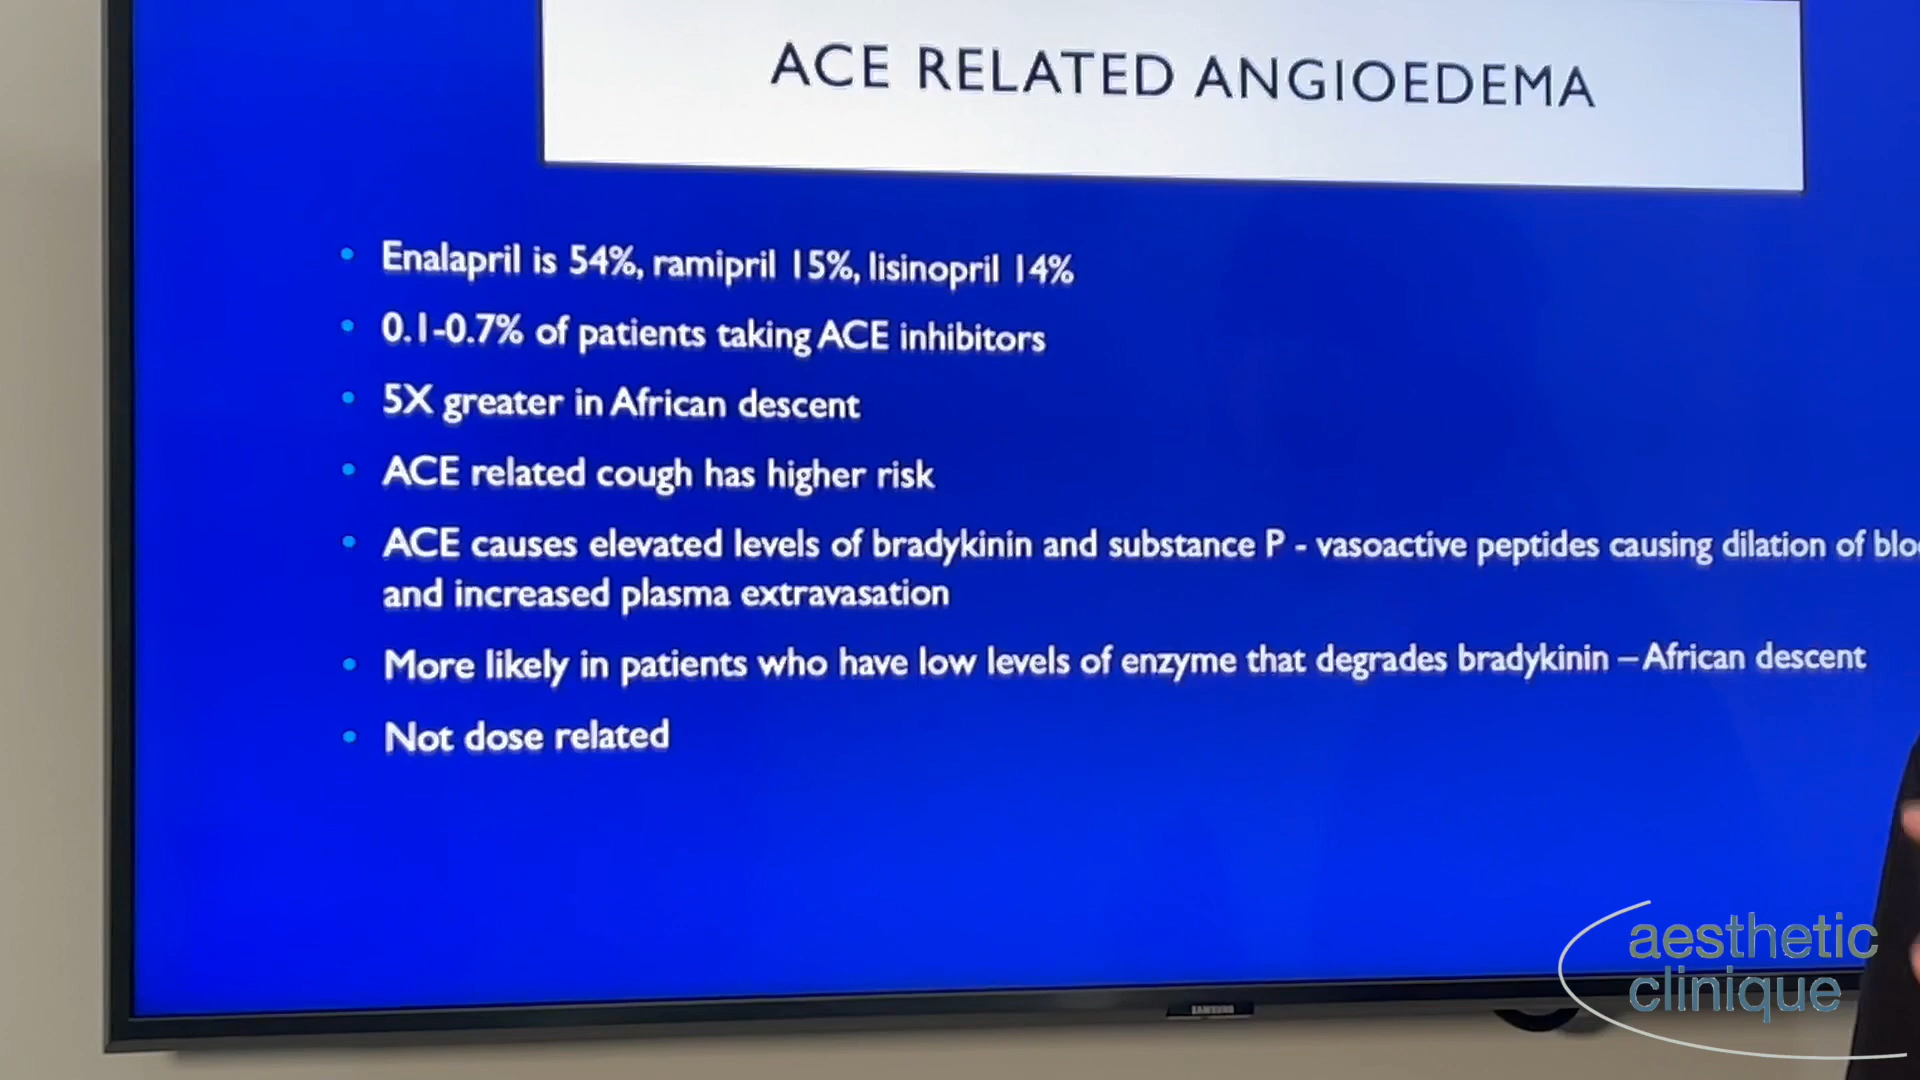 ACE RELATED ANGIOEDEMA
• Enalapril is 54%, ramipril 15%, lisinopril 14%
• 0.1-0.7% of patients taking ACE inhibitors
• 5X greater in African descent
• ACE related cough has higher risk
• ACE causes elevated levels of bradykinin and substance P - vasoactive peptides causing dilation of
and increased plasma extravasation
• More likely in patients who have low levels of enzyme that degrades bradykinin – African descent
• Not dose related
SAMSUNG
aesthetic
clinique